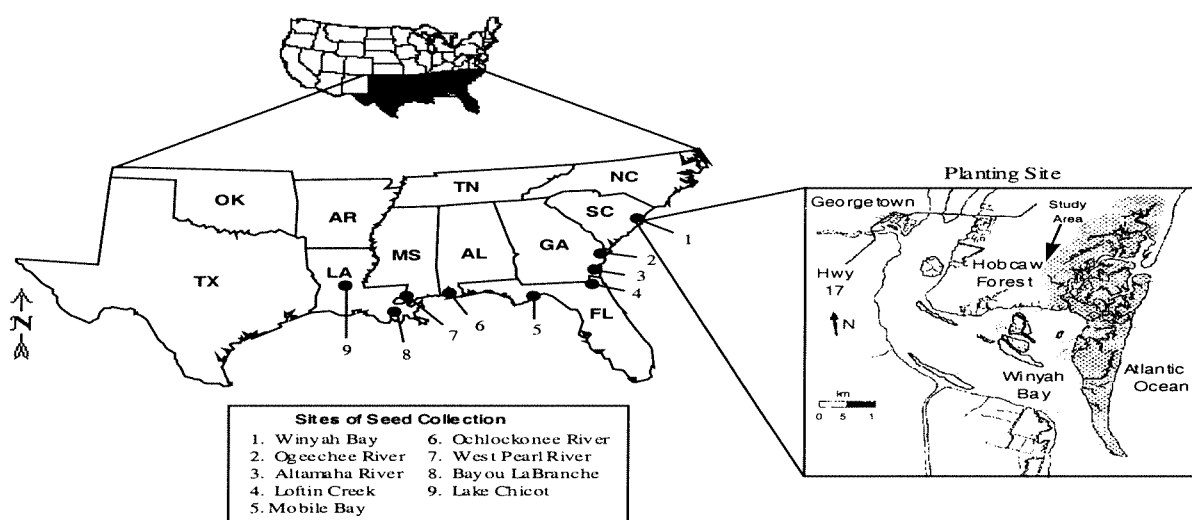 OK
TX
AR
LA
TN
MS
AL
GA
SC
NC
FL
N
1
2
3
4
5
6
7
8
9
Sites of Seed Collection
1. Winyah Bay
2. Ogeechee River
3. Altamaha River
4. Loftin Creek
5. Mobile Bay
6. Ochlockonee River
7. West Pearl River
8. Bayou LaBranche
9. Lake Chicot
Planting Site
Georgetown
Study
Area
Hwy
17
Hobcaw
Forest
N
Winyah
Bay
Atlantic
Ocean
km
0 5 1